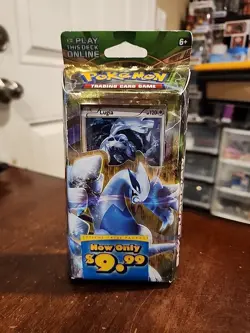 PLAY
THIS DECK
ONLINE
6+
POKéMON
TRADING CARD GAME
Lugia
Now Only
$9.99